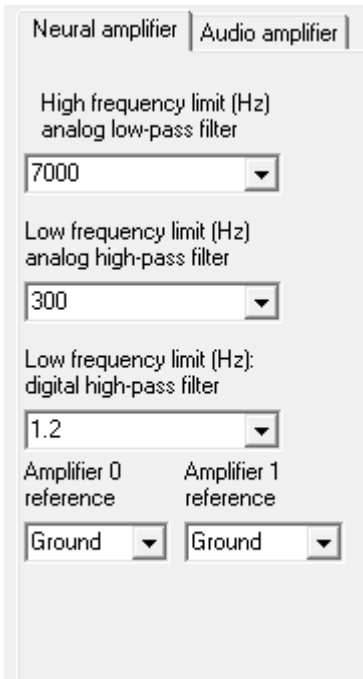 Neural amplifier Audio amplifier
High frequency limit (Hz)
analog low-pass filter
7000
Low frequency limit (Hz)
analog high-pass filter
300
Low frequency limit (Hz):
digital high-pass filter
1.2
Amplifier 0 Amplifier 1
reference reference
Ground Ground